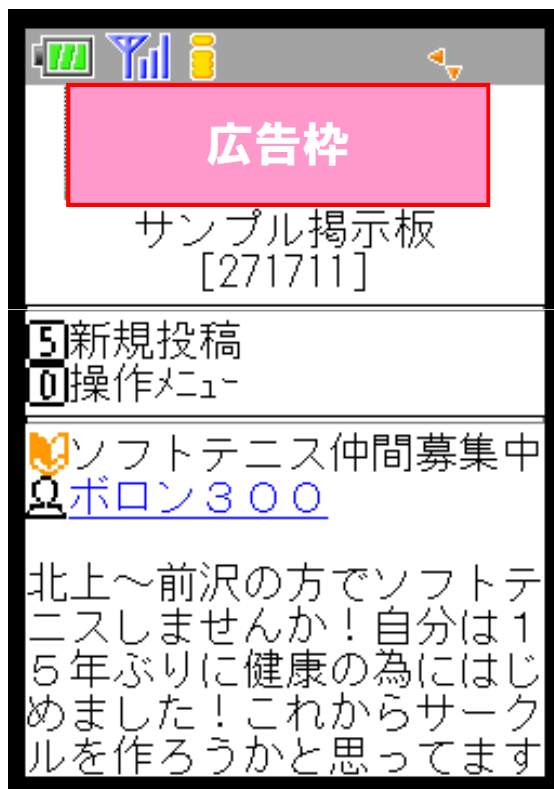 広告枠
サンプル掲示板
[271711]
5新規投稿
0操作ﾒﾆｭｰ
ソフトテニス仲間募集中
ボロン３００
北上～前沢の方でソフトテ
ニスしませんか！自分は１
５年ぶりに健康の為にはじ
めました！これからサーク
ルを作ろうかと思ってます